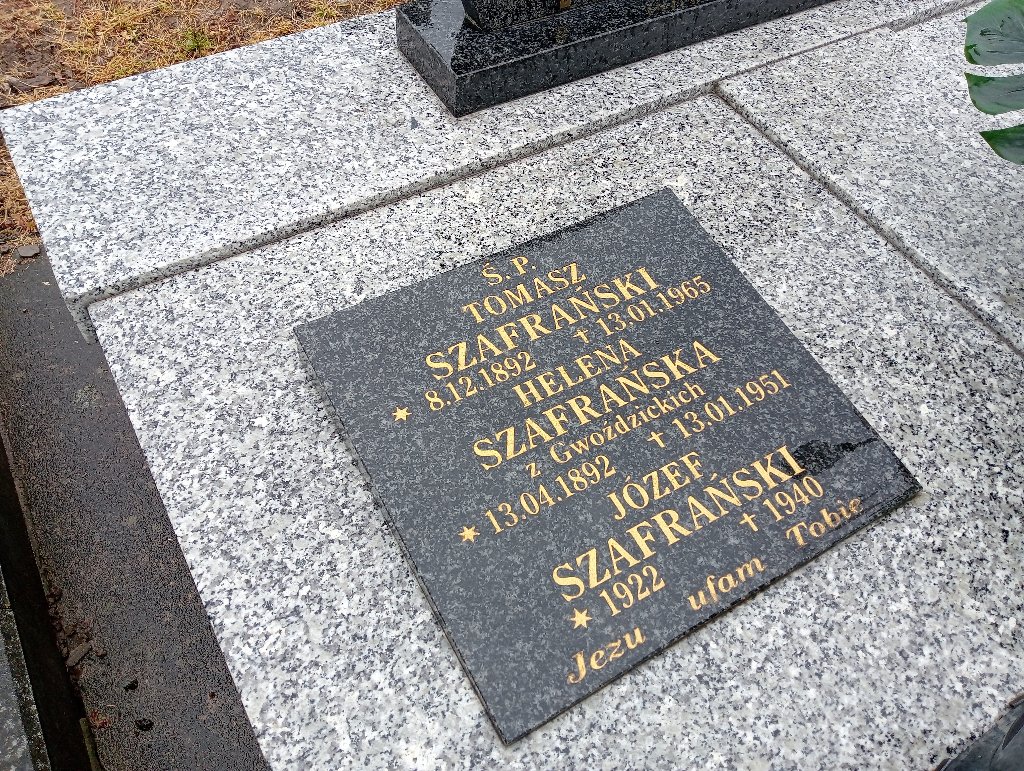 Ś.P.
TOMASZ
SZAFRAŃSKI
★ 8.12.1892 ✝ 13.01.1965
HELENA
SZAFRAŃSKA
z Gwoździckich
★ 13.04.1892 ✝ 13.01.1951
JÓZEF
SZAFRAŃSKI
★ 1922 ✝ 1940
Jezu ufam Tobie